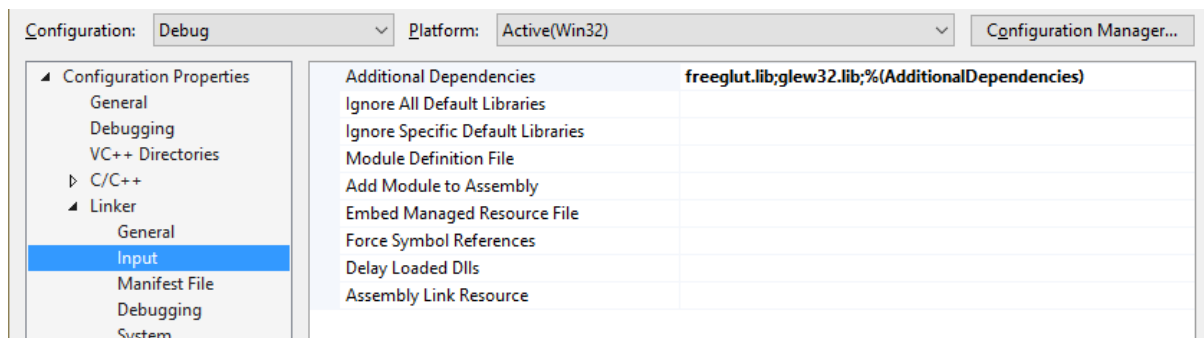 Configuration: Debug Platform: Active(Win32) Configuration Manager...
Configuration Properties
General
Debugging
VC++ Directories
C/C++
Linker
General
Input
Manifest File
Debugging
System
Additional Dependencies freeglut.lib;glew32.lib;%(AdditionalDependencies)
Ignore All Default Libraries
Ignore Specific Default Libraries
Module Definition File
Add Module to Assembly
Embed Managed Resource File
Force Symbol References
Delay Loaded Dlls
Assembly Link Resource